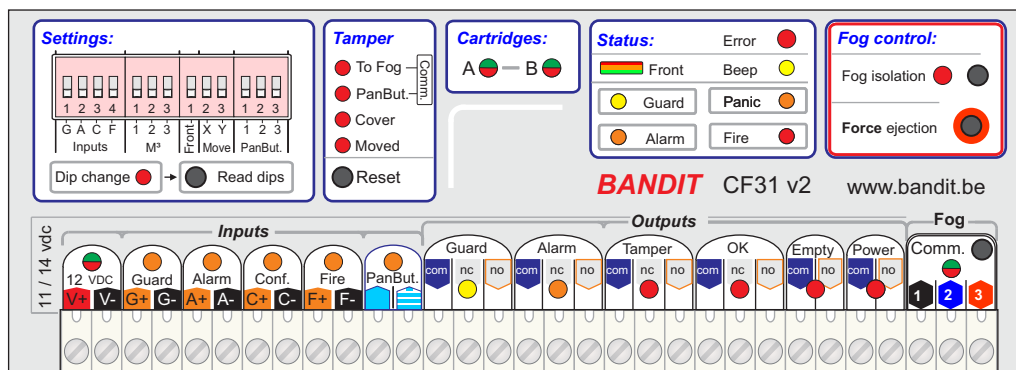 Settings:
1 2 3 4 1 2 3 1 2 3 1 2 3
G A C F 1 2 3 Front X Y 1 2 3
Inputs M³ Move PanBut.
Dip change Read dips
Tamper
To Fog
PanBut.
Comm.
Cover
Moved
Reset
Cartridges:
A B
Status: Error
Front Beep
Guard Panic
Alarm Fire
Fog control:
Fog isolation
Force ejection
BANDIT CF31 v2 www.bandit.be
11 / 14 vdc
Inputs Outputs Fog
12 VDC Guard Alarm Conf. Fire PanBut. Guard Alarm Tamper OK Empty Power Comm.
com nc no com nc no com nc no com nc no com no com no
V+ V- G+ G- A+ A- C+ C- F+ F- 1 2 3